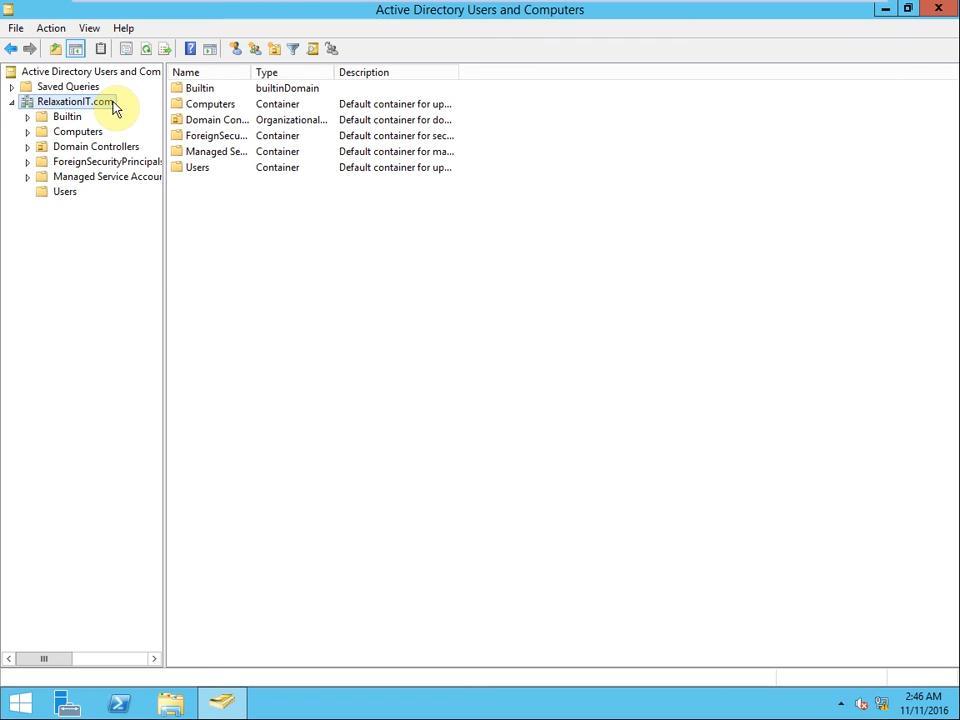 Active Directory Users and Computers
File Action View Help
Active Directory Users and Com
Saved Queries
RelaxationIT.com
Builtin
Computers
Domain Controllers
ForeignSecurityPrincipals
Managed Service Accour
Users
Name Type Description
Builtin builtinDomain
Computers Container Default container for up...
Domain Con... Organizational... Default container for do...
ForeignSecu... Container Default container for sec...
Managed Se... Container Default container for ma...
Users Container Default container for up...
2:46 AM
11/11/2016